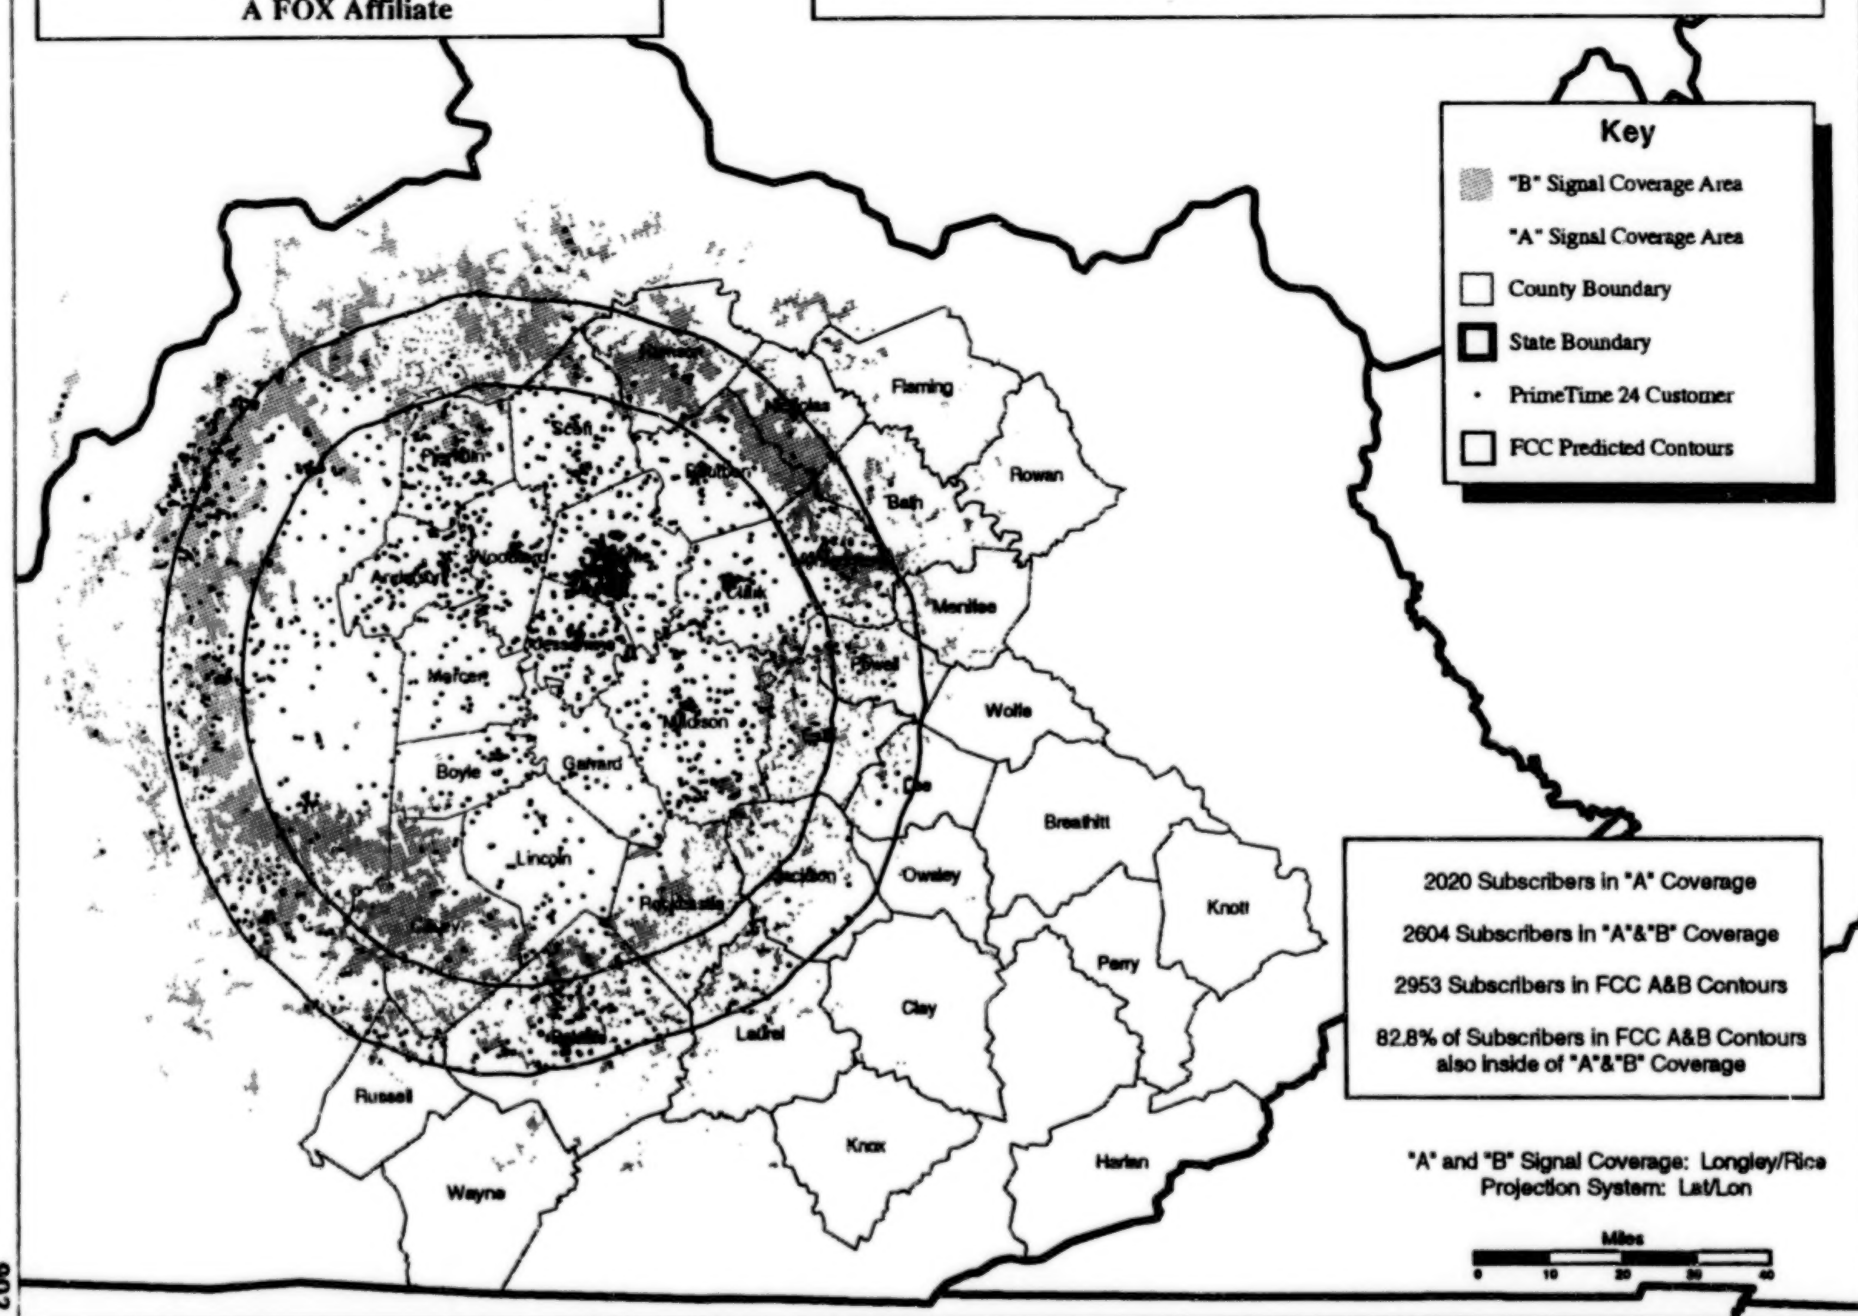 A FOX Affiliate
Key
"B" Signal Coverage Area
"A" Signal Coverage Area
County Boundary
State Boundary
PrimeTime 24 Customer
FCC Predicted Contours
Fleming
Scott
Rowan
Bath
Woodford
Anderson
Clark
Menifee
Powell
Mercer
Wolfe
Madison
Boyle
Garrard
Lee
Breathitt
Lincoln
Jackson
Owsley
Rockcastle
Knott
Casey
Perry
Clay
Laurel
Pulaski
Russell
Knox
Harlan
Wayne
2020 Subscribers in "A" Coverage
2604 Subscribers in "A"&"B" Coverage
2953 Subscribers in FCC A&B Contours
82.8% of Subscribers in FCC A&B Contours
also inside of "A"&"B" Coverage
"A" and "B" Signal Coverage: Longley/Rice
Projection System: Lat/Lon
Miles
0 10 20 30 40